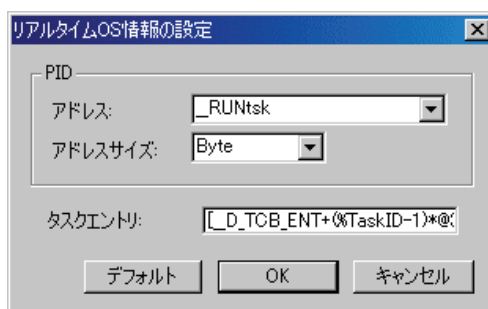 リアルタイムOS情報の設定
PID
アドレス: _RUNtsk
アドレスサイズ: Byte
タスクエントリ: [_D_TCB_ENT+(%TaskID-1)*@(
デフォルト OK キャンセル